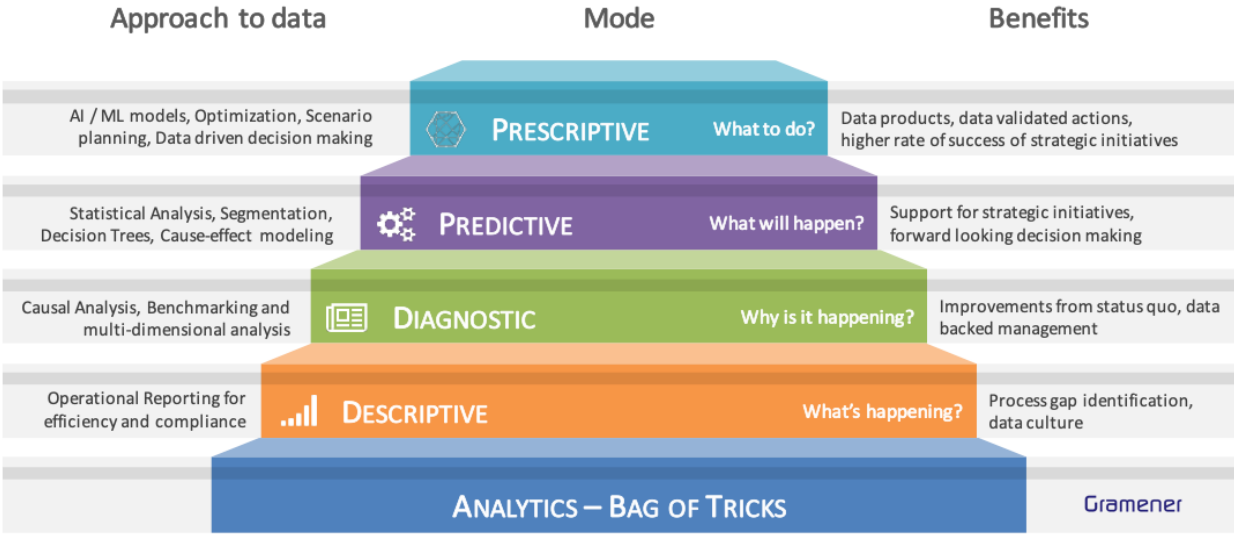 Approach to data
Mode
Benefits
AI / ML models, Optimization, Scenario
planning, Data driven decision making
PRESCRIPTIVE
What to do?
Data products, data validated actions,
higher rate of success of strategic initiatives
Statistical Analysis, Segmentation,
Decision Trees, Cause-effect modeling
PREDICTIVE
What will happen?
Support for strategic initiatives,
forward looking decision making
Causal Analysis, Benchmarking and
multi-dimensional analysis
DIAGNOSTIC
Why is it happening?
Improvements from status quo, data
backed management
Operational Reporting for
efficiency and compliance
DESCRIPTIVE
What's happening?
Process gap identification,
data culture
ANALYTICS – BAG OF TRICKS
Gramener